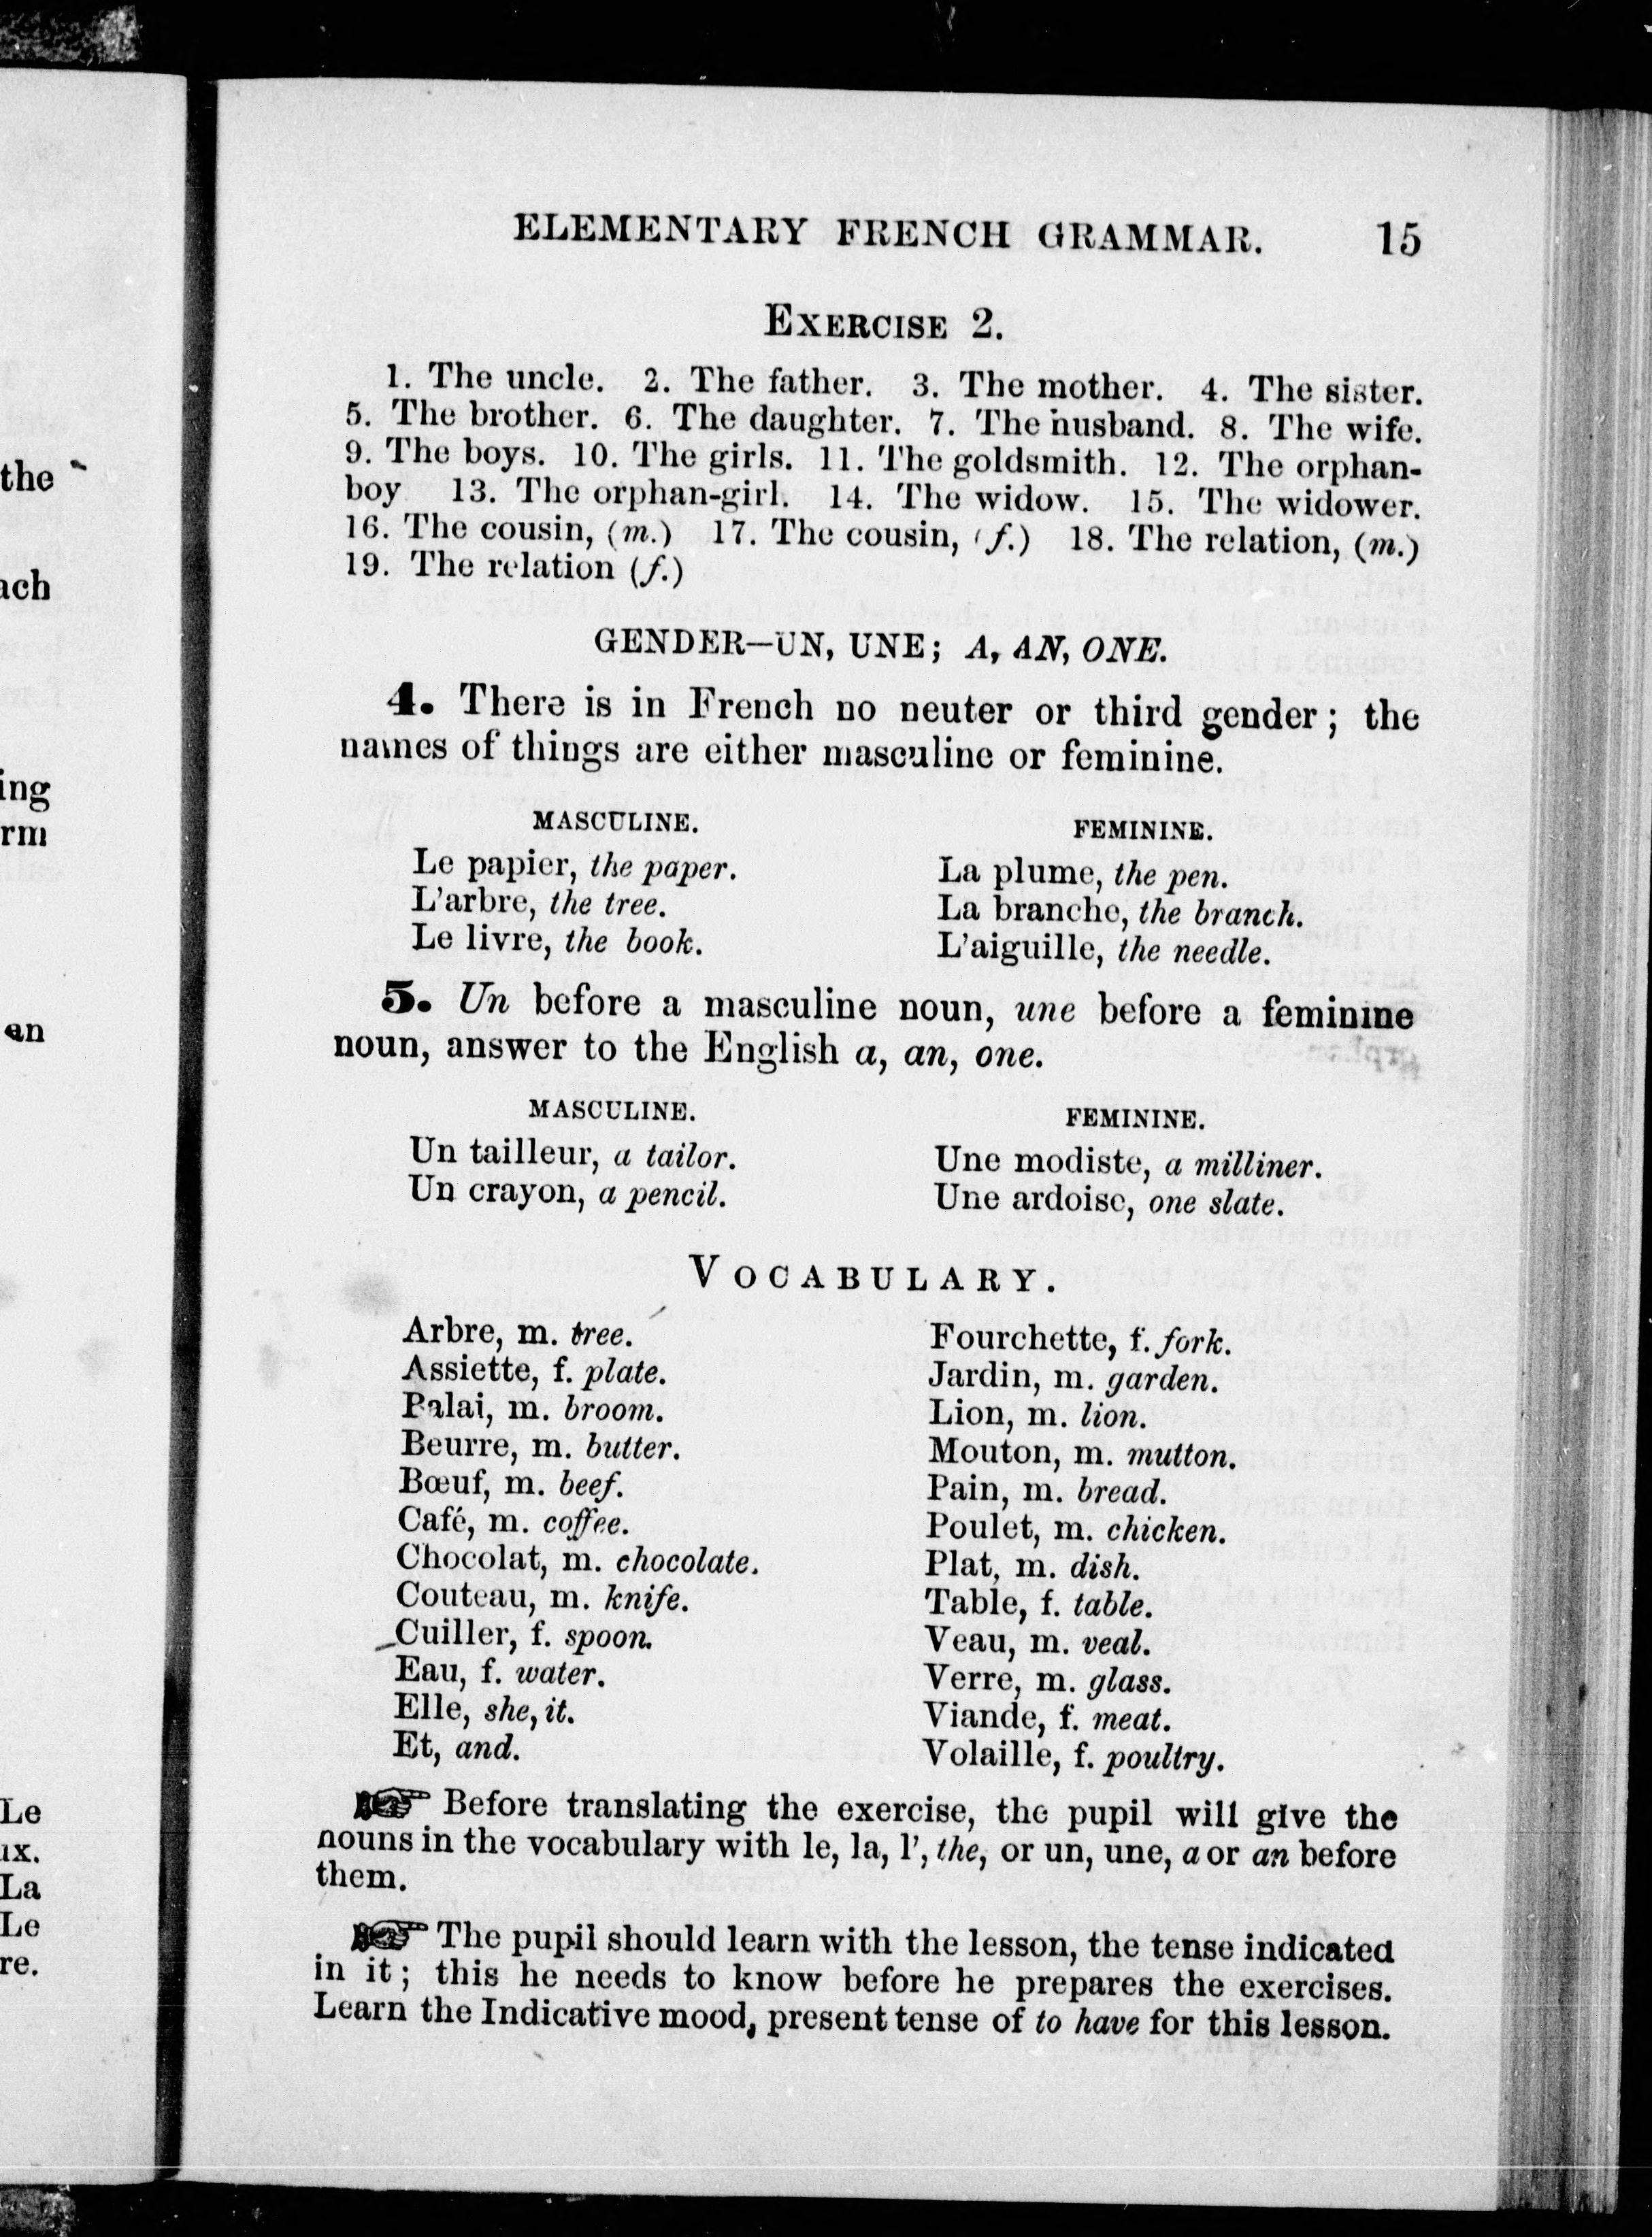 ELEMENTARY FRENCH GRAMMAR. 15
EXERCISE 2.
1. The uncle. 2. The father. 3. The mother. 4. The sister.
5. The brother. 6. The daughter. 7. The husband. 8. The wife.
9. The boys. 10. The girls. 11. The goldsmith. 12. The orphan-
boy 13. The orphan-girl. 14. The widow. 15. The widower.
16. The cousin, (m.) 17. The cousin, (f.) 18. The relation, (m.)
19. The relation (f.)
GENDER—UN, UNE; A, AN, ONE.
4. There is in French no neuter or third gender; the
names of things are either masculine or feminine.
MASCULINE.
Le papier, the paper.
L'arbre, the tree.
Le livre, the book.
FEMININE.
La plume, the pen.
La branche, the branch.
L'aiguille, the needle.
5. Un before a masculine noun, une before a feminine
noun, answer to the English a, an, one.
MASCULINE.
Un tailleur, a tailor.
Un crayon, a pencil.
FEMININE.
Une modiste, a milliner.
Une ardoise, one slate.
VOCABULARY.
Arbre, m. tree.
Assiette, f. plate.
Balai, m. broom.
Beurre, m. butter.
Bœuf, m. beef.
Café, m. coffee.
Chocolat, m. chocolate.
Couteau, m. knife.
Cuiller, f. spoon.
Eau, f. water.
Elle, she, it.
Et, and.
Fourchette, f. fork.
Jardin, m. garden.
Lion, m. lion.
Mouton, m. mutton.
Pain, m. bread.
Poulet, m. chicken.
Plat, m. dish.
Table, f. table.
Veau, m. veal.
Verre, m. glass.
Viande, f. meat.
Volaille, f. poultry.
☞ Before translating the exercise, the pupil will give the
nouns in the vocabulary with le, la, l', the, or un, une, a or an before
them.
☞ The pupil should learn with the lesson, the tense indicated
in it; this he needs to know before he prepares the exercises.
Learn the Indicative mood, present tense of to have for this lesson.
the
ach
ing
rm
an
Le
ux.
La
Le
re.